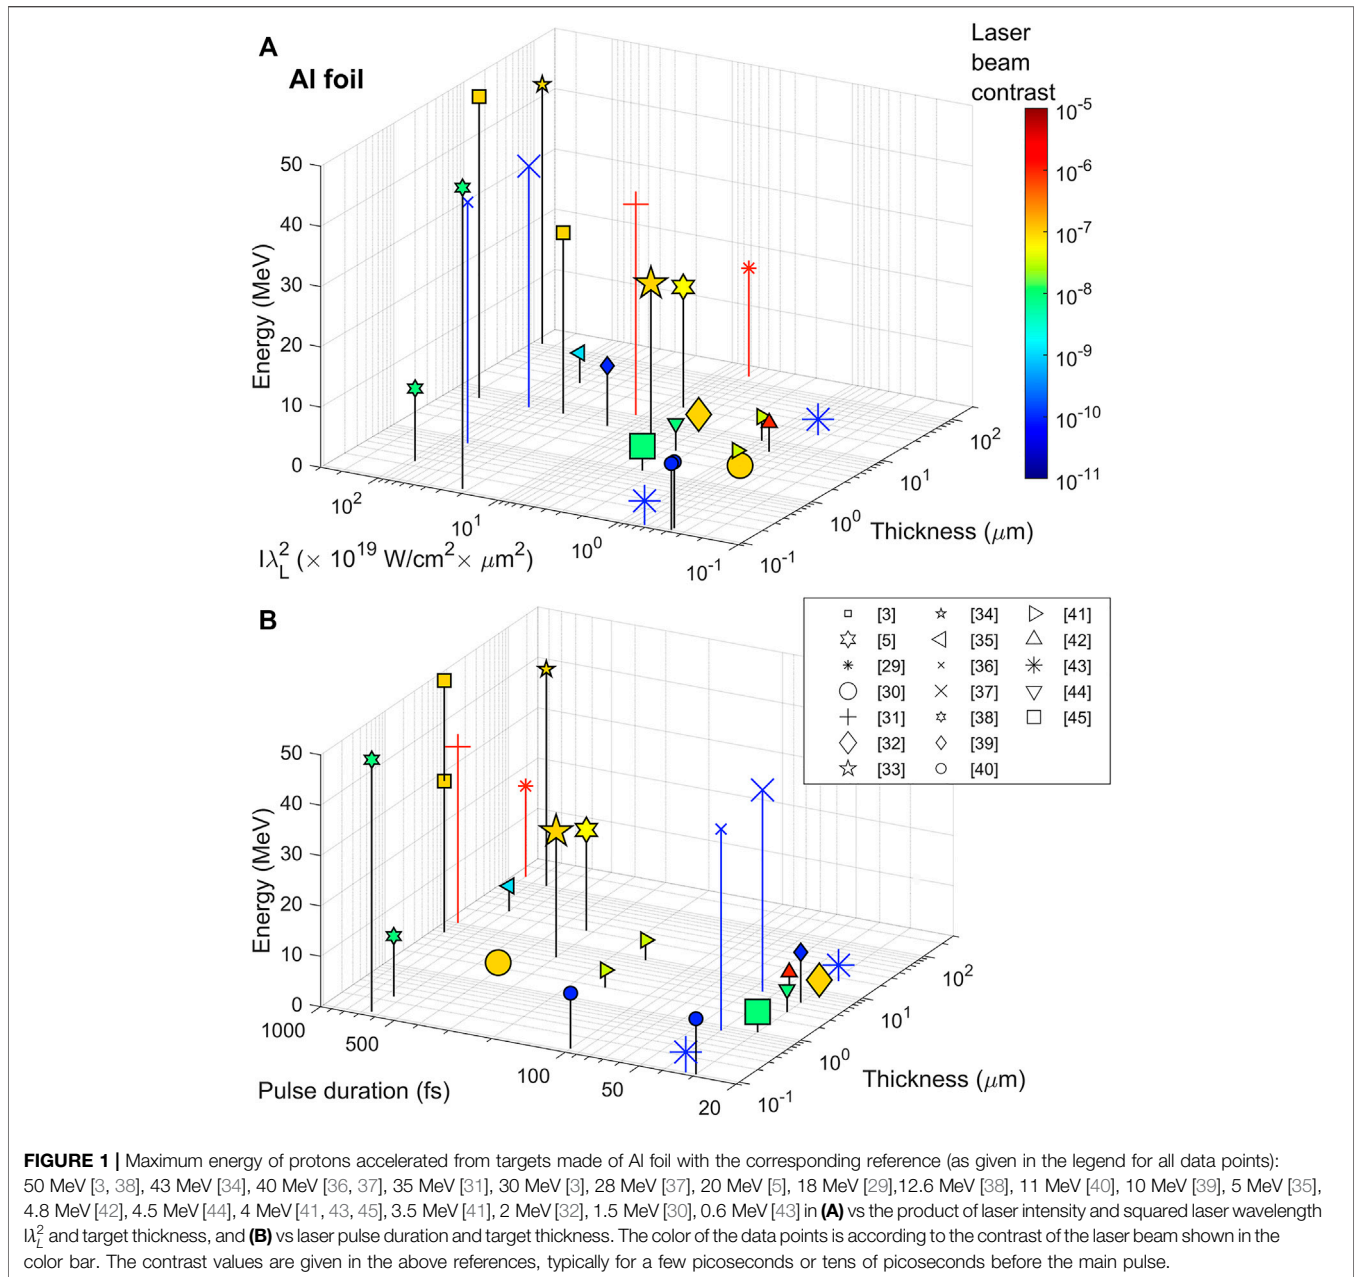 A
Al foil
Laser
beam
contrast
10^-5
10^-6
10^-7
10^-8
10^-9
10^-10
10^-11
50
40
30
20
10
0
Energy (MeV)
10^2
10^1
10^0
10^-1
Iλ_L^2 (× 10^19 W/cm^2× μm^2)
10^2
10^1
10^0
10^-1
Thickness (μm)
B
[3] [34] [41]
[5] [35] [42]
[29] [36] [43]
[30] [37] [44]
[31] [38] [45]
[32] [39]
[33] [40]
50
40
30
20
10
0
Energy (MeV)
1000
500
100
50
20
Pulse duration (fs)
10^2
10^1
10^0
10^-1
Thickness (μm)
FIGURE 1 | Maximum energy of protons accelerated from targets made of Al foil with the corresponding reference (as given in the legend for all data points):
50 MeV [3, 38], 43 MeV [34], 40 MeV [36, 37], 35 MeV [31], 30 MeV [3], 28 MeV [37], 20 MeV [5], 18 MeV [29],12.6 MeV [38], 11 MeV [40], 10 MeV [39], 5 MeV [35],
4.8 MeV [42], 4.5 MeV [44], 4 MeV [41, 43, 45], 3.5 MeV [41], 2 MeV [32], 1.5 MeV [30], 0.6 MeV [43] in (A) vs the product of laser intensity and squared laser wavelength
Iλ_L^2 and target thickness, and (B) vs laser pulse duration and target thickness. The color of the data points is according to the contrast of the laser beam shown in the
color bar. The contrast values are given in the above references, typically for a few picoseconds or tens of picoseconds before the main pulse.